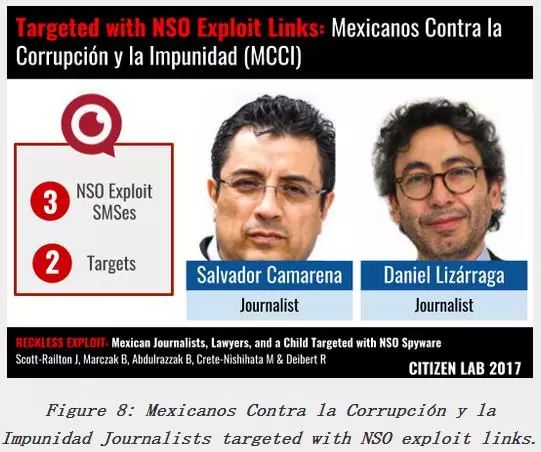 Targeted with NSO Exploit Links: Mexicanos Contra la
Corrupción y la Impunidad (MCCI)
3 NSO Exploit
SMSes
2 Targets
Salvador Camarena
Journalist
Daniel Lizárraga
Journalist
RECKLESS EXPLOIT: Mexican Journalists, Lawyers, and a Child Targeted with NSO Spyware
Scott-Railton J, Marczak B, Abdulrazzak B, Crete-Nishihata M & Deibert R
CITIZEN LAB 2017
Figure 8: Mexicanos Contra la Corrupción y la
Impunidad Journalists targeted with NSO exploit links.